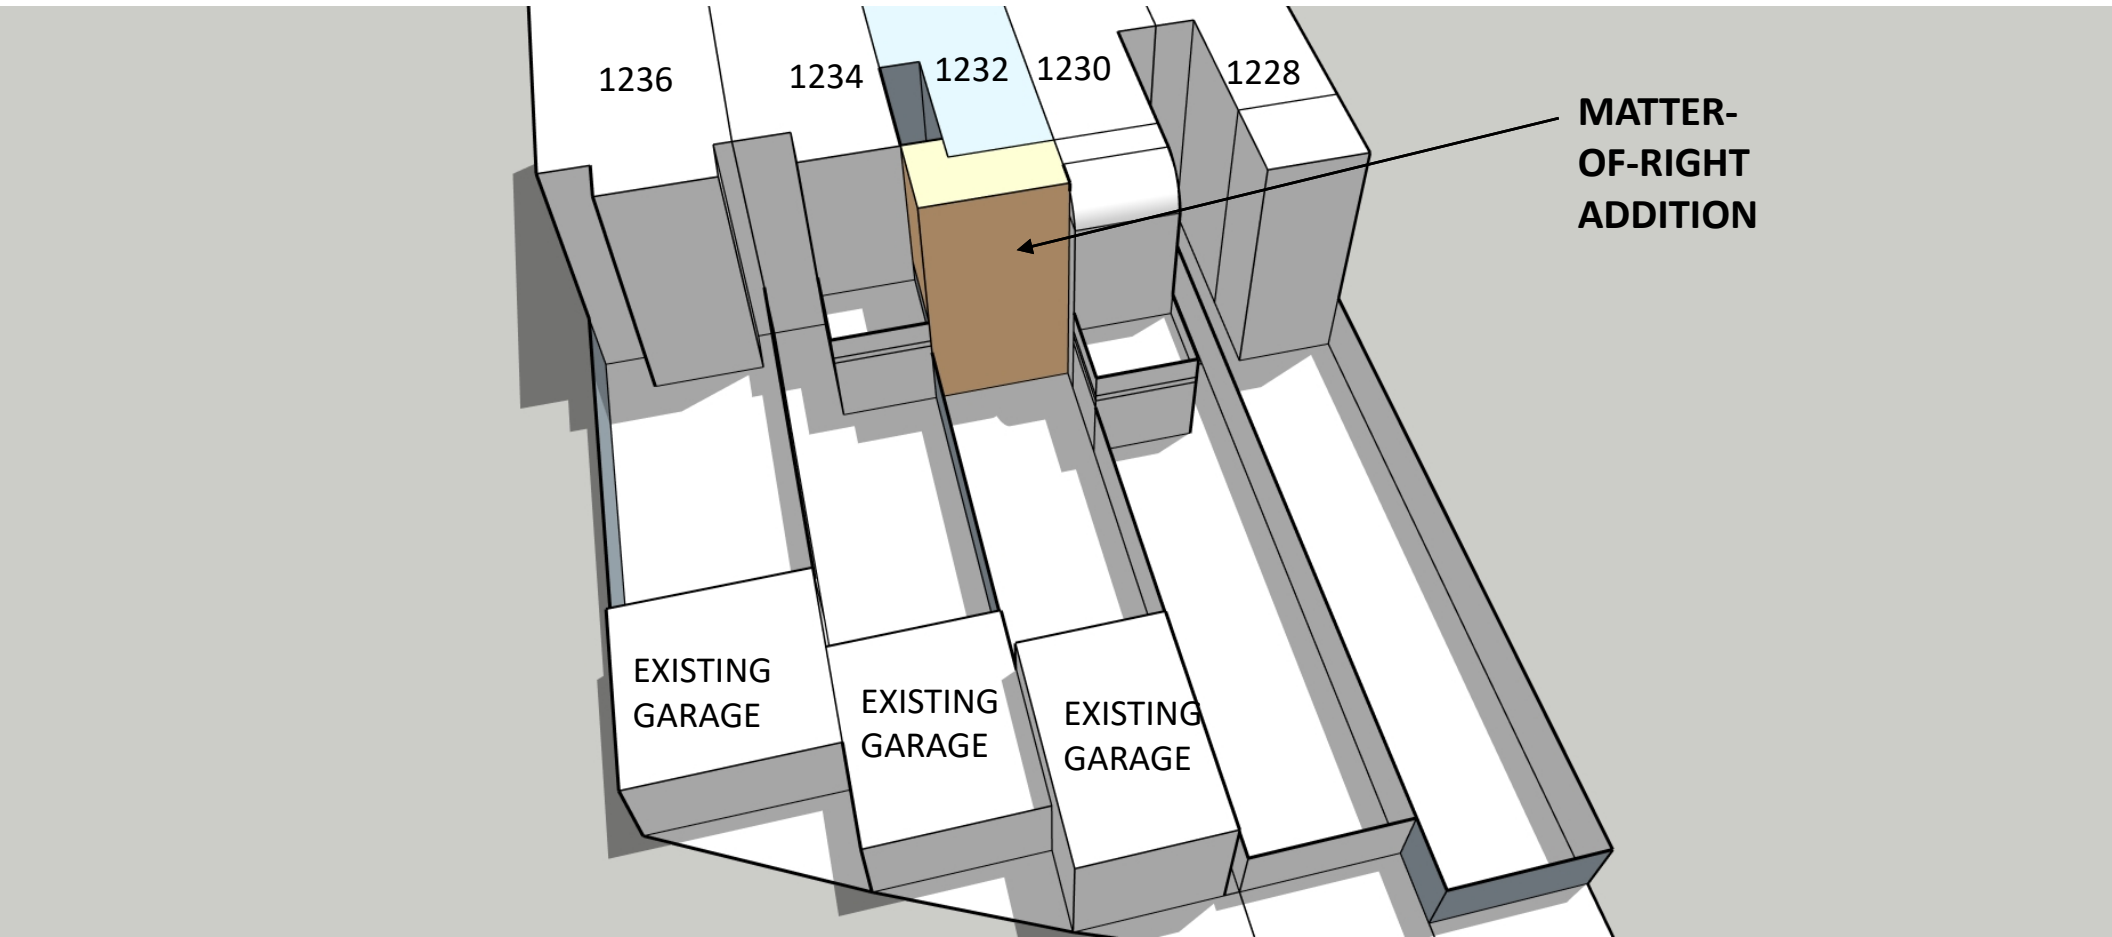 1236
1234
1232
1230
1228
MATTER-
OF-RIGHT
ADDITION
EXISTING
GARAGE
EXISTING
GARAGE
EXISTING
GARAGE